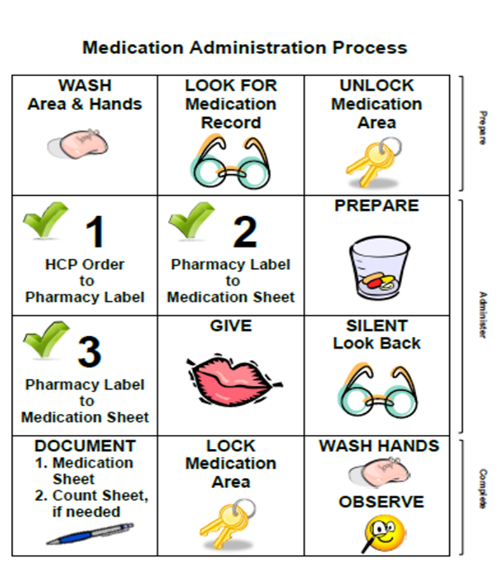 Medication Administration Process
WASH
Area & Hands
LOOK FOR
Medication
Record
UNLOCK
Medication
Area
Prepare
1
HCP Order
to
Pharmacy Label
2
Pharmacy Label
to
Medication Sheet
PREPARE
3
Pharmacy Label
to
Medication Sheet
GIVE
SILENT
Look Back
Administer
DOCUMENT
1. Medication
Sheet
2. Count Sheet,
if needed
LOCK
Medication
Area
WASH HANDS
OBSERVE
Complete